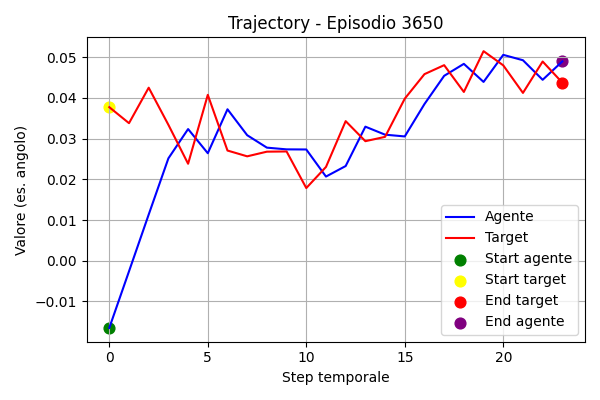 Trajectory - Episodio 3650
Valore (es. angolo)
0.05
0.04
0.03
0.02
0.01
0.00
−0.01
0
5
10
15
20
Step temporale
Agente
Target
Start agente
Start target
End target
End agente